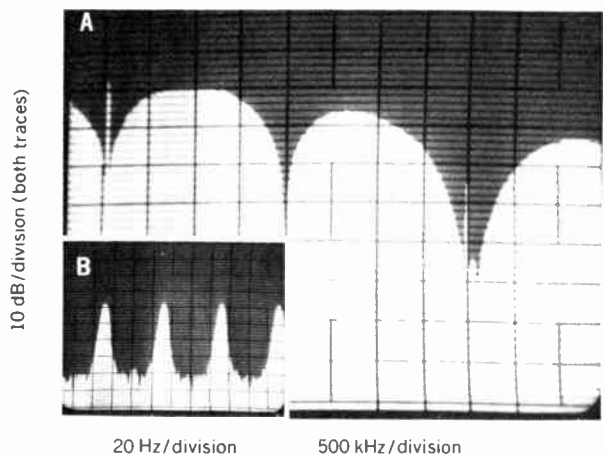 A
10 dB/division (both traces)
B
20 Hz/division
500 kHz/division